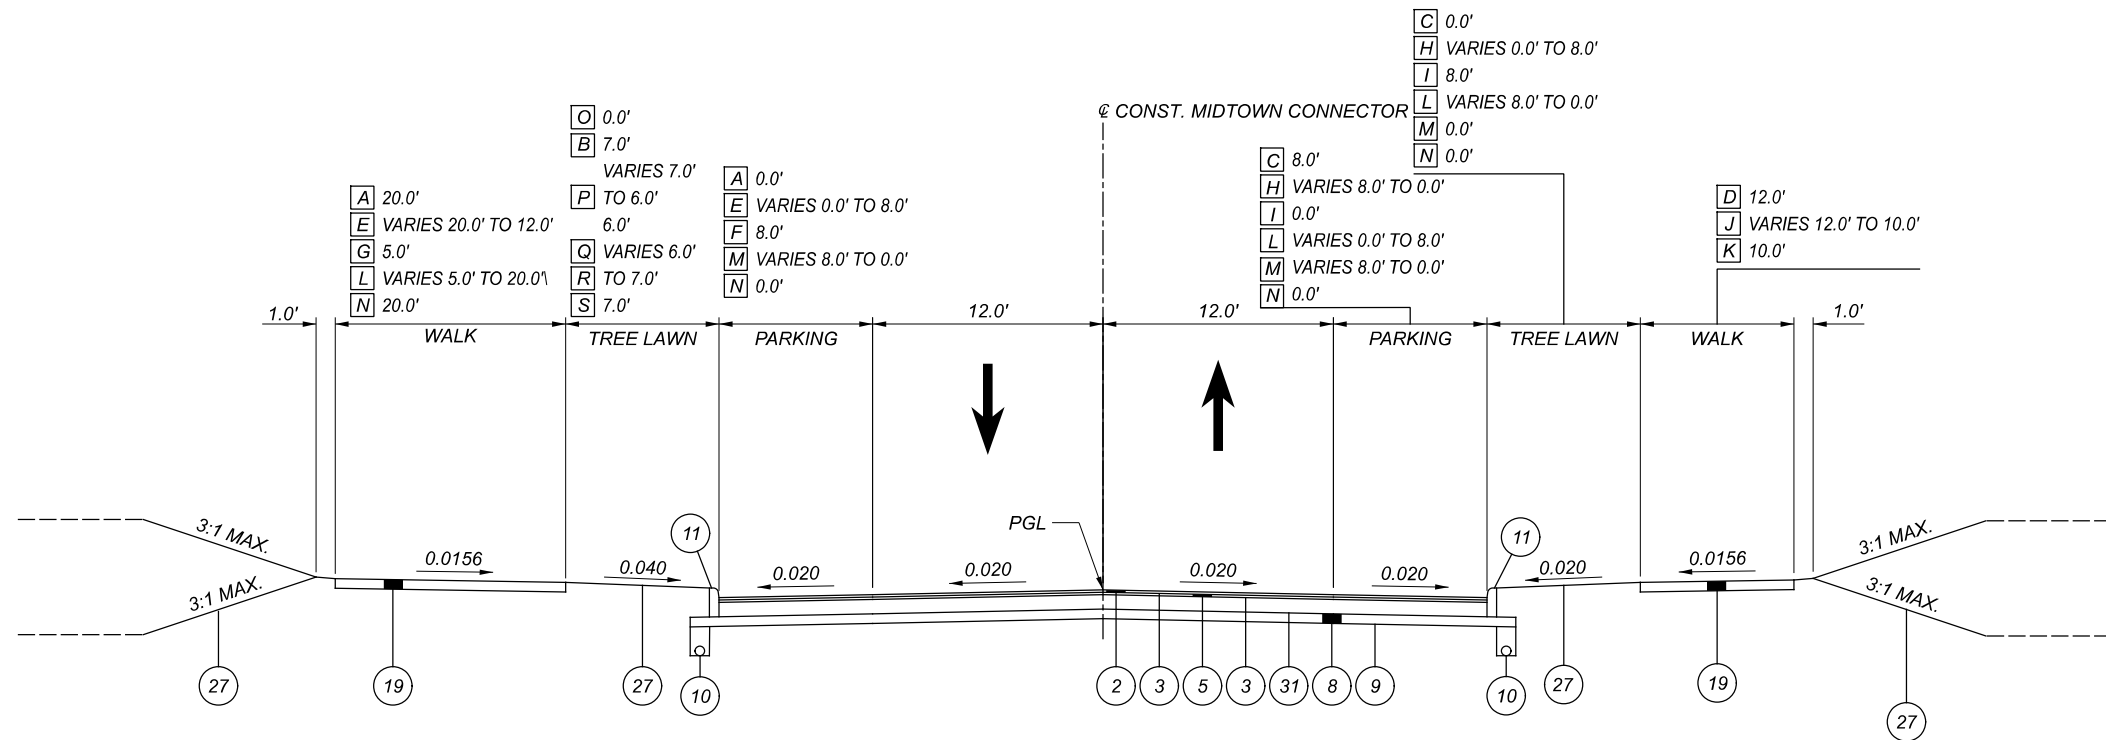 C 0.0'
H VARIES 0.0' TO 8.0'
I 8.0'
L VARIES 8.0' TO 0.0'
M 0.0'
N 0.0'
℄ CONST. MIDTOWN CONNECTOR
O 0.0'
B 7.0'
VARIES 7.0'
P TO 6.0'
6.0'
Q VARIES 6.0'
R TO 7.0'
S 7.0'
A 20.0'
E VARIES 20.0' TO 12.0'
G 5.0'
L VARIES 5.0' TO 20.0'\
N 20.0'
A 0.0'
E VARIES 0.0' TO 8.0'
F 8.0'
M VARIES 8.0' TO 0.0'
N 0.0'
C 8.0'
H VARIES 8.0' TO 0.0'
I 0.0'
L VARIES 0.0' TO 8.0'
M VARIES 8.0' TO 0.0'
N 0.0'
D 12.0'
J VARIES 12.0' TO 10.0'
K 10.0'
1.0' 12.0' 12.0' 1.0'
WALK TREE LAWN PARKING PARKING TREE LAWN WALK
PGL
3:1 MAX. 11 11 3:1 MAX.
0.0156 0.040 0.020 0.020 0.020 0.020 0.020 0.0156
3:1 MAX. 3:1 MAX.
27 19 27 10 2 3 5 3 31 8 9 10 27 19 27